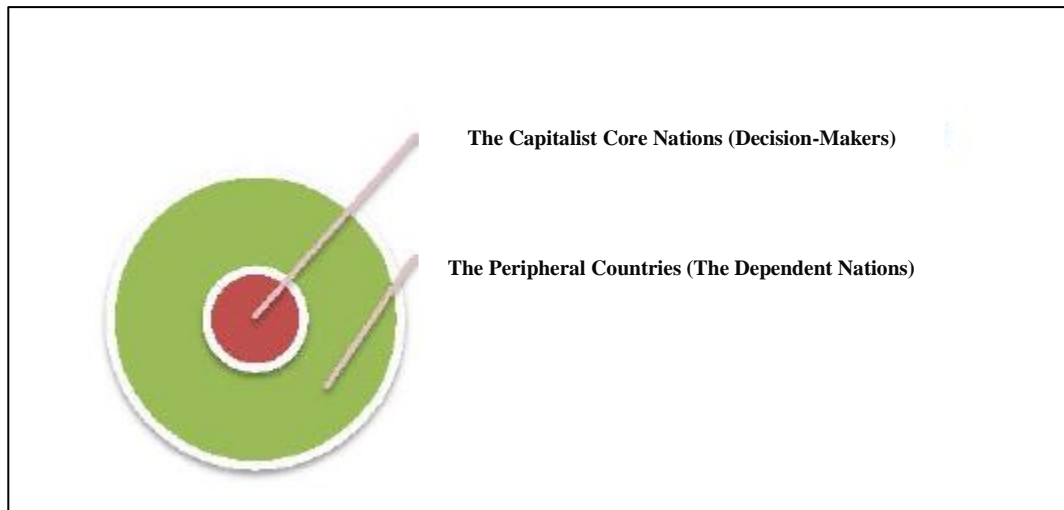 The Capitalist Core Nations (Decision-Makers)
The Peripheral Countries (The Dependent Nations)